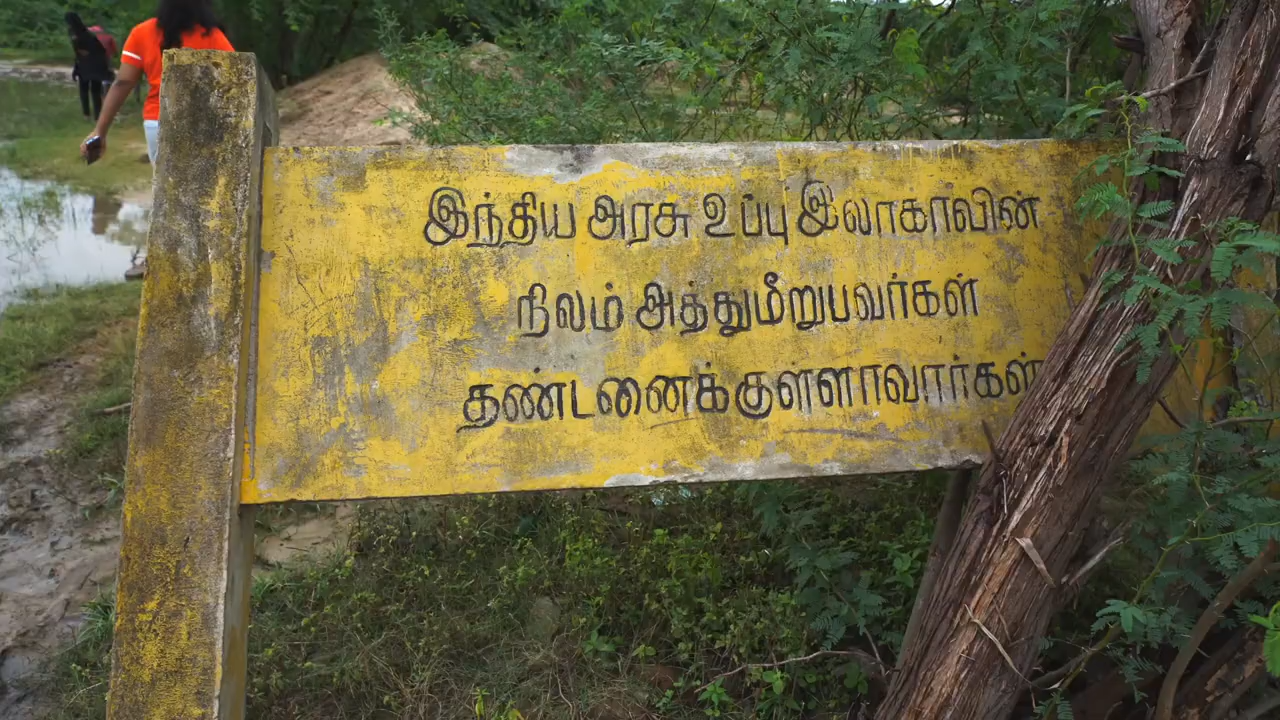 இந்திய அரசு உப்பு இலாகாவின்
நிலம் அத்துமீறுபவர்கள்
தண்டனைக்குள்ளாவார்கள்